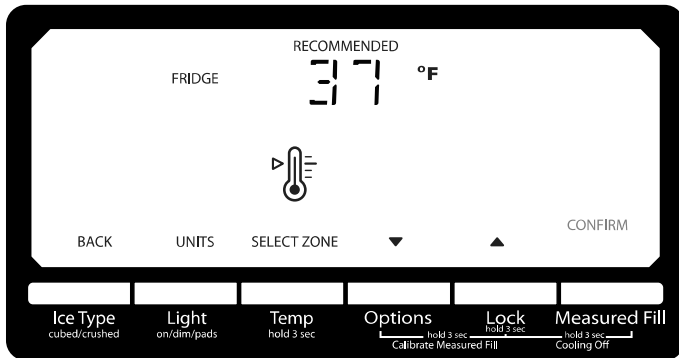 RECOMMENDED
FRIDGE 37 °F
CONFIRM
BACK UNITS SELECT ZONE ▼ ▲
Ice Type Light Temp Options Lock Measured Fill
cubed/crushed on/dim/pads hold 3 sec hold 3 sec hold 3 sec hold 3 sec
Calibrate Measured Fill Cooling Off